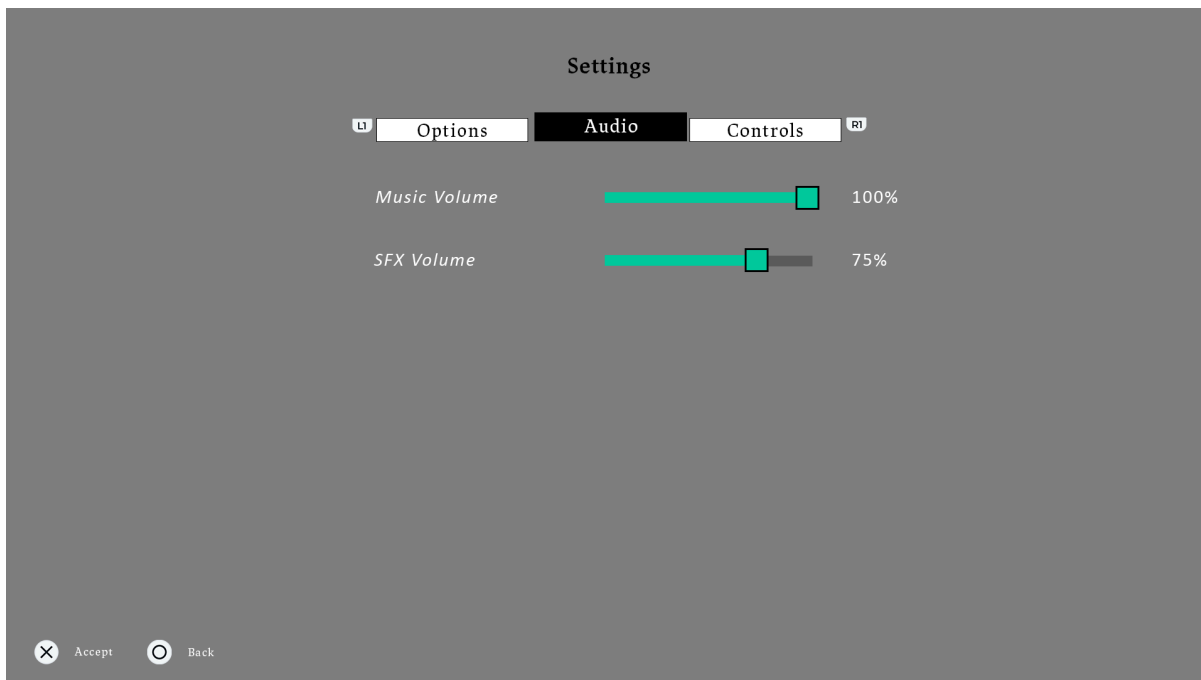 Settings
L1 Options Audio Controls R1
Music Volume 100%
SFX Volume 75%
Accept Back